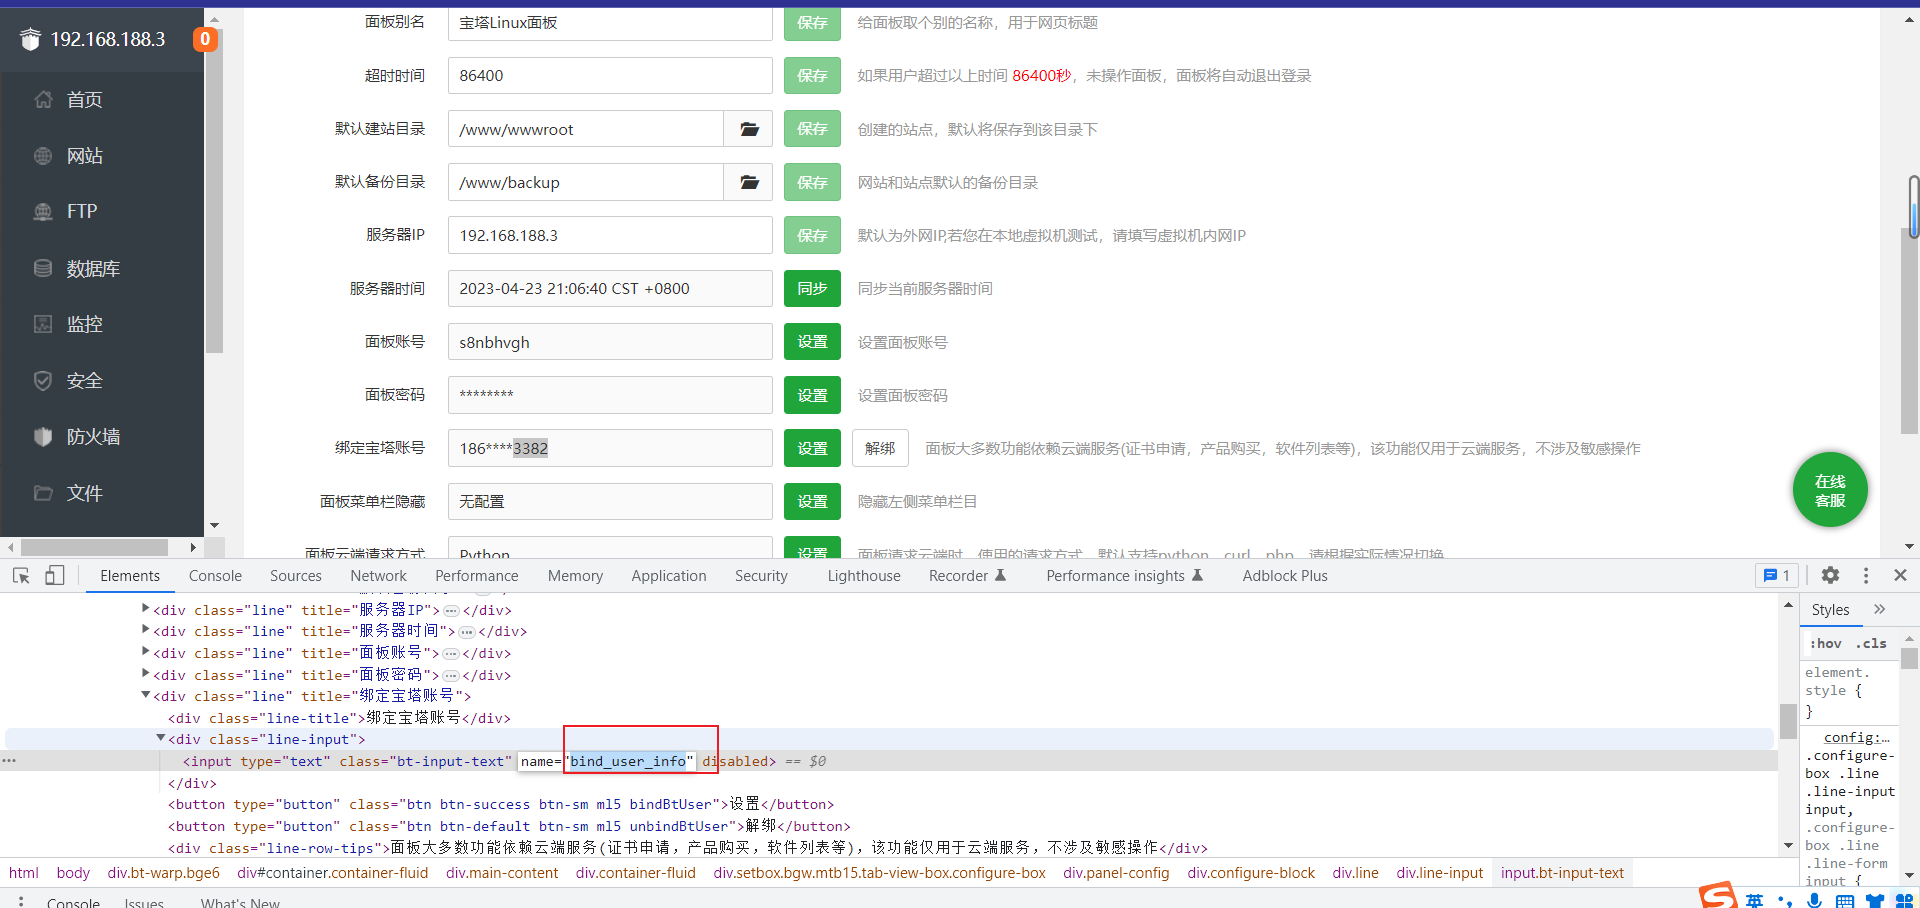 192.168.188.3
0
首页
网站
FTP
数据库
监控
安全
防火墙
文件
面板别名 宝塔Linux面板 保存 给面板取个别的名称，用于网页标题
超时时间 86400 保存 如果用户超过以上时间 86400秒，未操作面板，面板将自动退出登录
默认建站目录 /www/wwwroot 保存 创建的站点，默认将保存到该目录下
默认备份目录 /www/backup 保存 网站和站点默认的备份目录
服务器IP 192.168.188.3 保存 默认为外网IP,若您在本地虚拟机测试，请填写虚拟机内网IP
服务器时间 2023-04-23 21:06:40 CST +0800 同步 同步当前服务器时间
面板账号 s8nbhvgh 设置 设置面板账号
面板密码 ******** 设置 设置面板密码
绑定宝塔账号 186****3382 设置 解绑 面板大多数功能依赖云端服务(证书申请，产品购买，软件列表等)，该功能仅用于云端服务，不涉及敏感操作
面板菜单栏隐藏 无配置 设置 隐藏左侧菜单栏目
面板云端请求方式 Python 设置 面板请求云端时，使用的请求方式，默认支持python、curl、php，请根据实际情况切换
在线
客服
Elements Console Sources Network Performance Memory Application Security Lighthouse Recorder Performance insights Adblock Plus 1
<div class="line" title="服务器IP">⋯</div>
<div class="line" title="服务器时间">⋯</div>
<div class="line" title="面板账号">⋯</div>
<div class="line" title="面板密码">⋯</div>
<div class="line" title="绑定宝塔账号">
<div class="line-title">绑定宝塔账号</div>
<div class="line-input">
<input type="text" class="bt-input-text" name="bind_user_info" disabled> == $0
</div>
<button type="button" class="btn btn-success btn-sm ml5 bindBtUser">设置</button>
<button type="button" class="btn btn-default btn-sm ml5 unbindBtUser">解绑</button>
<div class="line-row-tips">面板大多数功能依赖云端服务(证书申请，产品购买，软件列表等)，该功能仅用于云端服务，不涉及敏感操作</div>
Styles
:hov .cls
element.
style {
}
config:…
.configure-
box .line
.line-input
input,
.configure-
box .line
.line-form
input {
html body div.bt-warp.bge6 div#container.container-fluid div.main-content div.container-fluid div.setbox.bgw.mtb15.tab-view-box.configure-box div.panel-config div.configure-block div.line div.line-input input.bt-input-text
Console Issues What's New
英